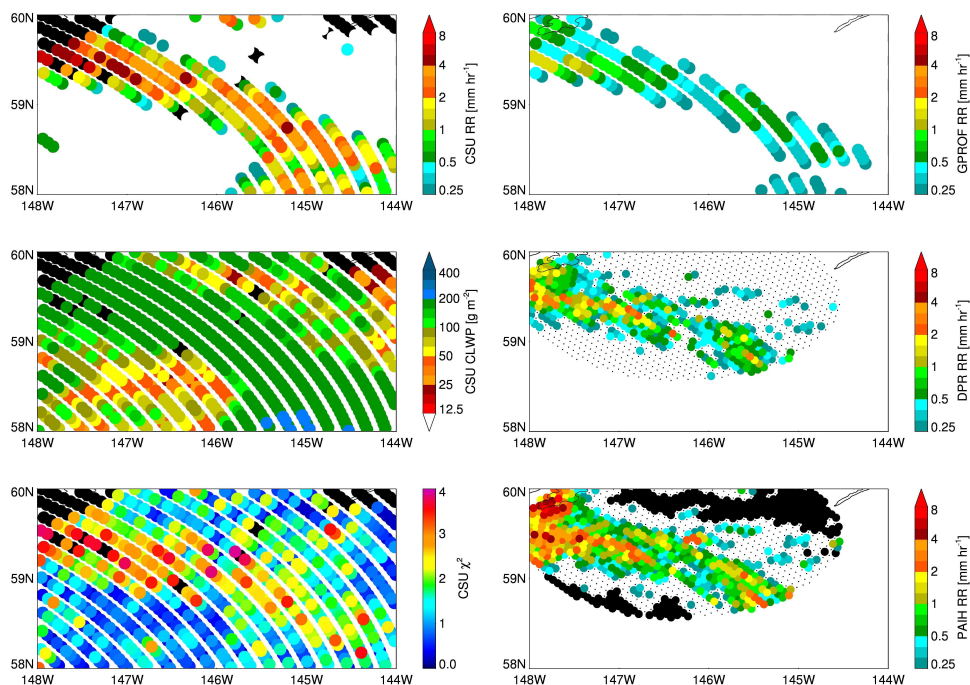 60N
59N
58N
148W 147W 146W 145W 144W
8
4
2
1
0.5
0.25
CSU RR [mm hr-1]
60N
59N
58N
148W 147W 146W 145W 144W
8
4
2
1
0.5
0.25
GPROF RR [mm hr-1]
60N
59N
58N
148W 147W 146W 145W 144W
400
200
100
50
25
12.5
CSU CLWP [g m-2]
60N
59N
58N
148W 147W 146W 145W 144W
8
4
2
1
0.5
0.25
DPR RR [mm hr-1]
60N
59N
58N
148W 147W 146W 145W 144W
4
3
2
1
0.0
CSU χ2
60N
59N
58N
148W 147W 146W 145W 144W
8
4
2
1
0.5
0.25
PAIH RR [mm hr-1]